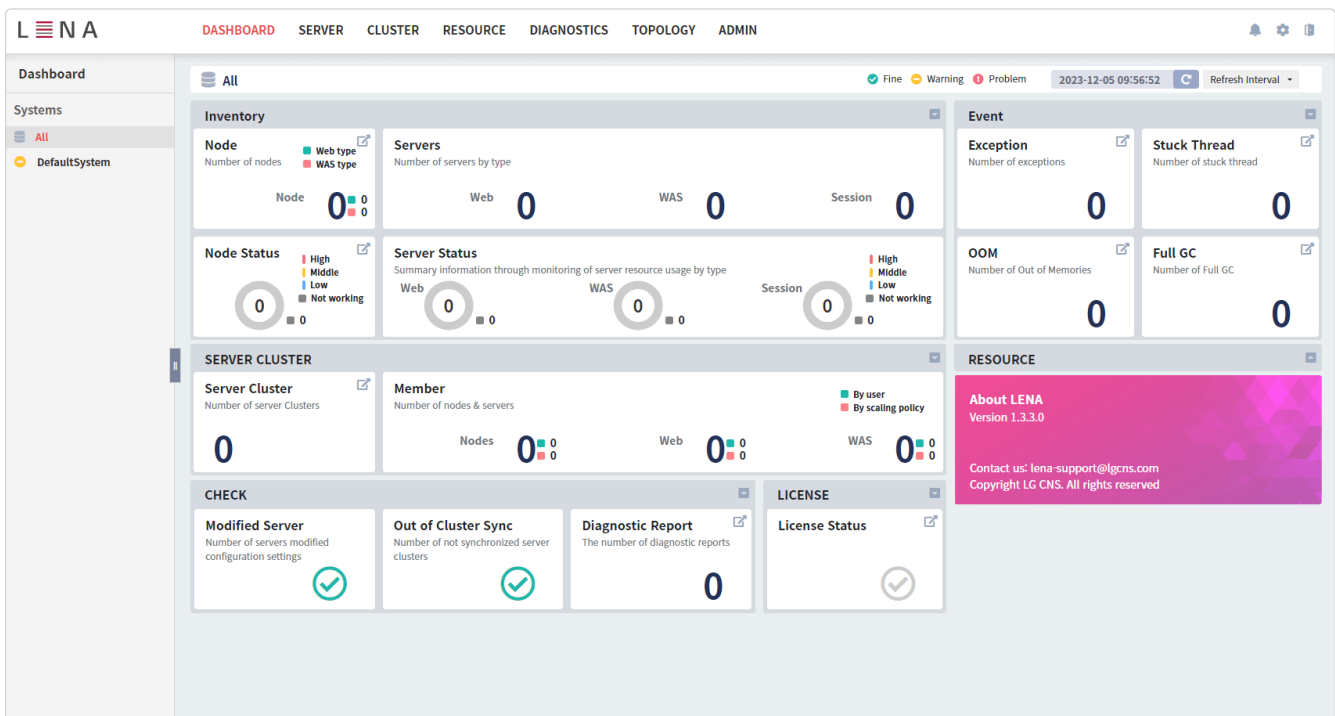 LENA
DASHBOARD SERVER CLUSTER RESOURCE DIAGNOSTICS TOPOLOGY ADMIN
Dashboard
Systems
All
DefaultSystem
All
Fine Warning Problem 2023-12-05 09:56:52 Refresh Interval
Inventory
Node
Number of nodes
Web type
WAS type
Node 0 0
0
Servers
Number of servers by type
Web 0 WAS 0 Session 0
Node Status
High
Middle
Low
Not working
0 0
Server Status
Summary information through monitoring of server resource usage by type
High
Middle
Low
Not working
Web 0 0 WAS 0 0 Session 0 0
Event
Exception
Number of exceptions
0
Stuck Thread
Number of stuck thread
0
OOM
Number of Out of Memories
0
Full GC
Number of Full GC
0
SERVER CLUSTER
Server Cluster
Number of server Clusters
0
Member
Number of nodes & servers
By user
By scaling policy
Nodes 0 0
0
Web 0 0
0
WAS 0 0
0
RESOURCE
About LENA
Version 1.3.3.0
Contact us: lena-support@lgcns.com
Copyright LG CNS. All rights reserved
CHECK
Modified Server
Number of servers modified
configuration settings
Out of Cluster Sync
Number of not synchronized server
clusters
Diagnostic Report
The number of diagnostic reports
0
LICENSE
License Status